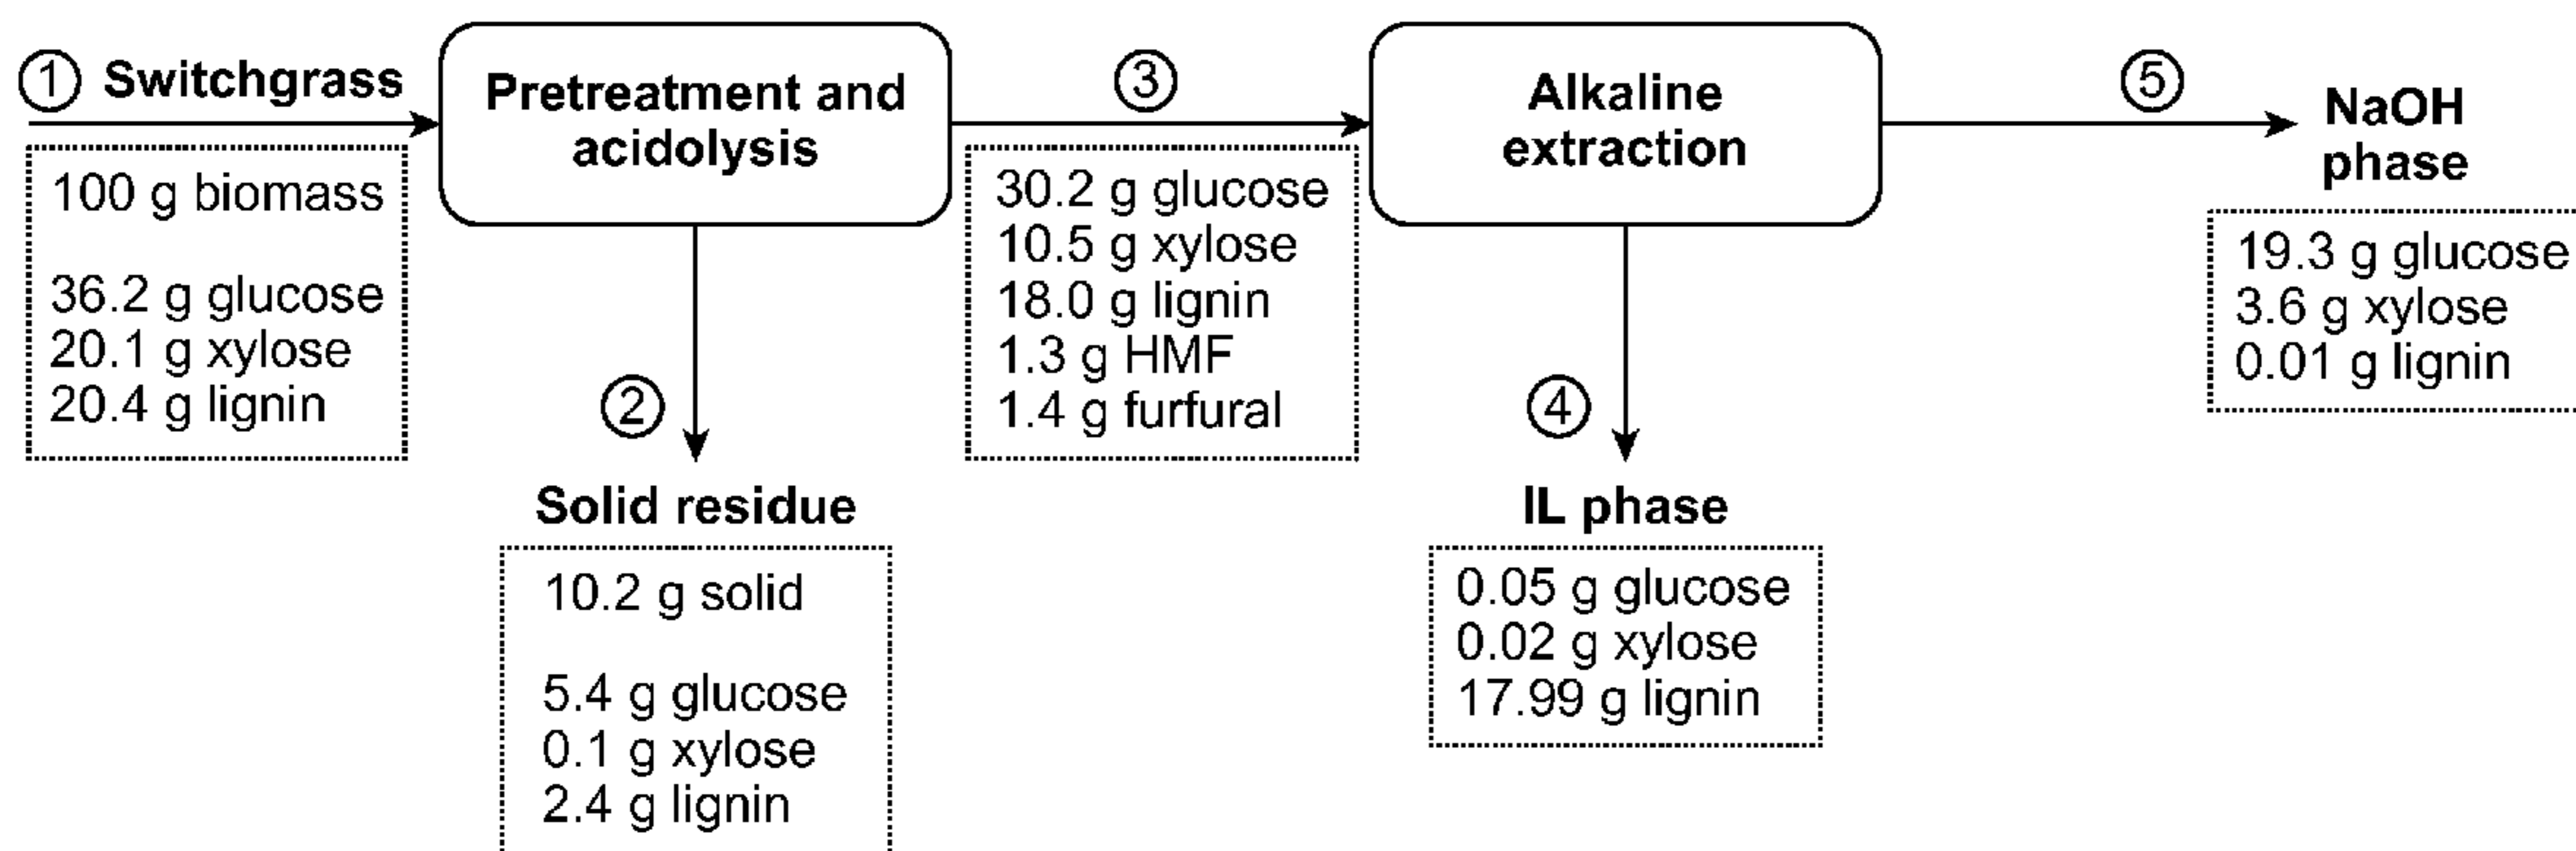 ① Switchgrass
100 g biomass
36.2 g glucose
20.1 g xylose
20.4 g lignin
Pretreatment and
acidolysis
②
Solid residue
10.2 g solid
5.4 g glucose
0.1 g xylose
2.4 g lignin
③
30.2 g glucose
10.5 g xylose
18.0 g lignin
1.3 g HMF
1.4 g furfural
Alkaline
extraction
④
IL phase
0.05 g glucose
0.02 g xylose
17.99 g lignin
⑤
NaOH
phase
19.3 g glucose
3.6 g xylose
0.01 g lignin